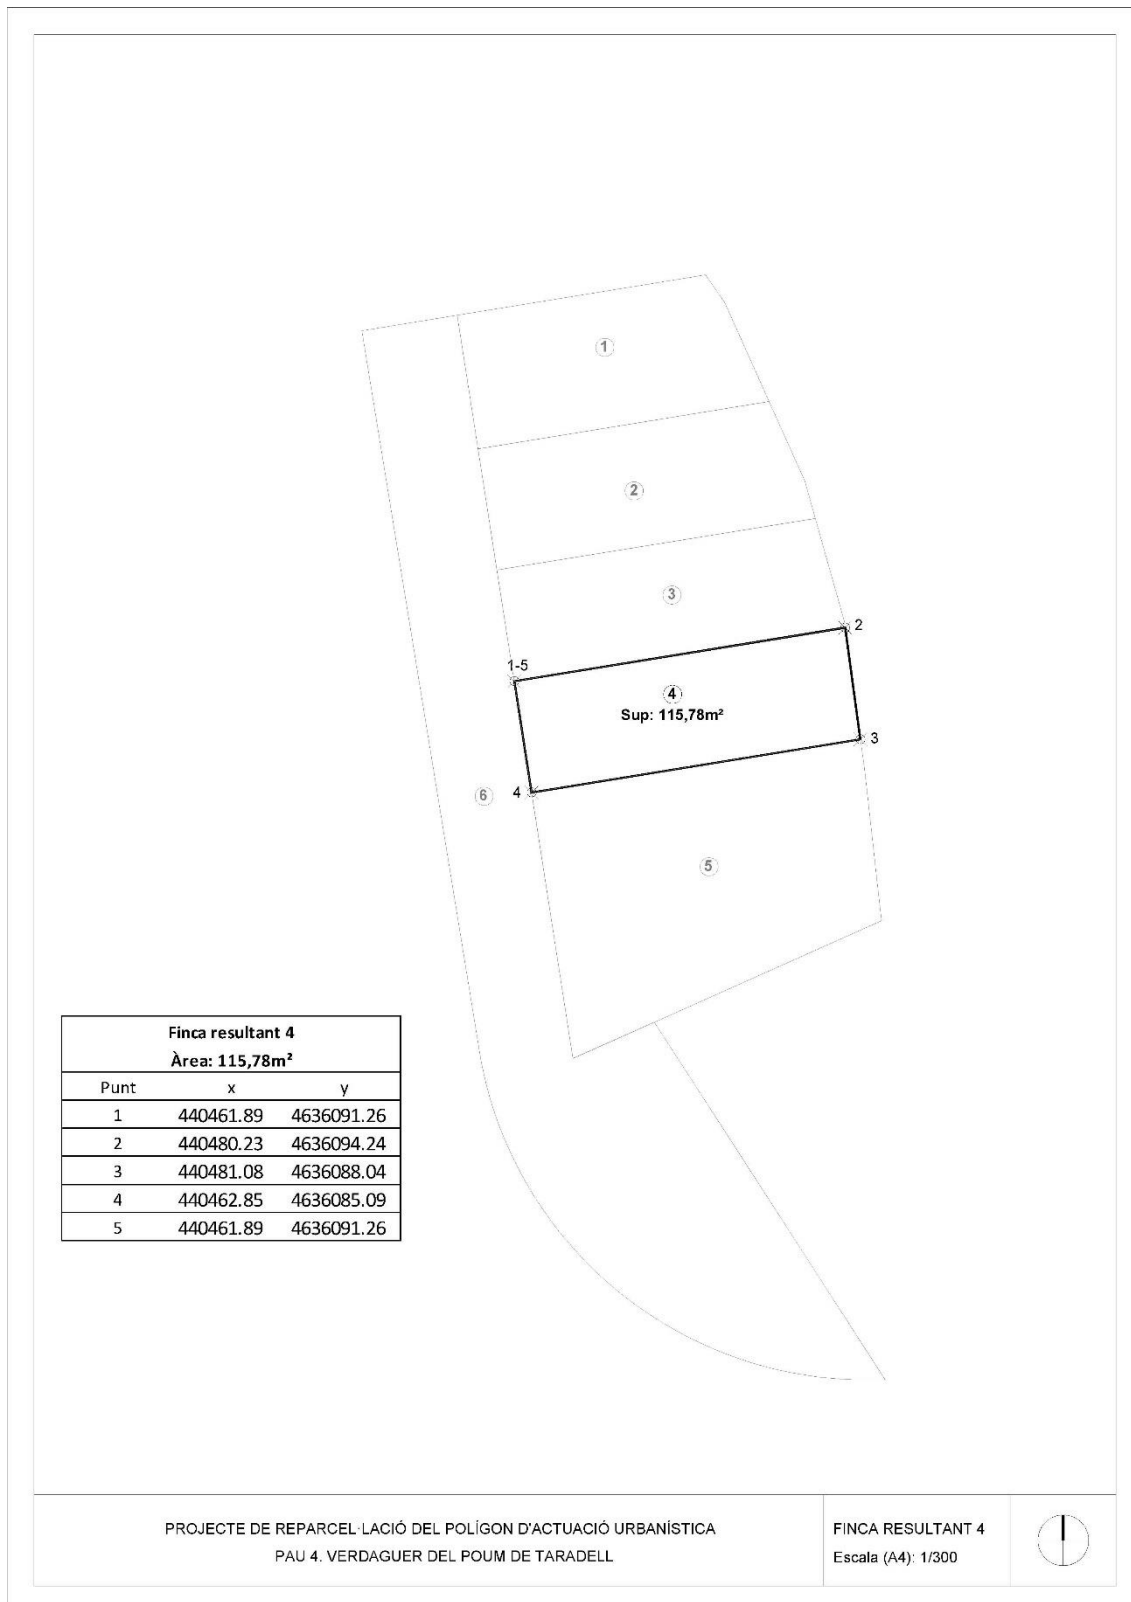 1
2
3
2
1-5
4
Sup: 115,78m²
3
4
6
5
Finca resultant 4
Àrea: 115,78m²
Punt x y
1 440461.89 4636091.26
2 440480.23 4636094.24
3 440481.08 4636088.04
4 440462.85 4636085.09
5 440461.89 4636091.26
PROJECTE DE REPARCEL·LACIÓ DEL POLÍGON D'ACTUACIÓ URBANÍSTICA
PAU 4. VERDAGUER DEL POUM DE TARADELL
FINCA RESULTANT 4
Escala (A4): 1/300